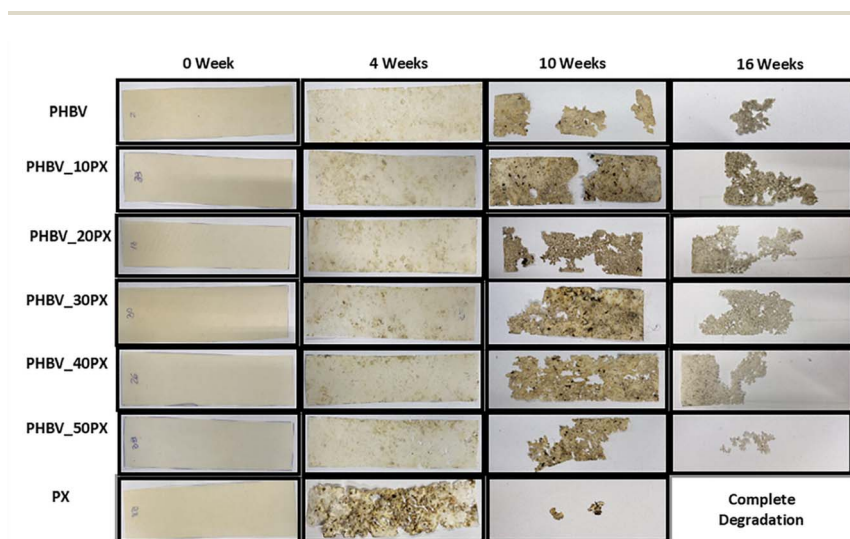 0 Week 4 Weeks 10 Weeks 16 Weeks
PHBV
PHBV_10PX
PHBV_20PX
PHBV_30PX
PHBV_40PX
PHBV_50PX
PX
Complete
Degradation